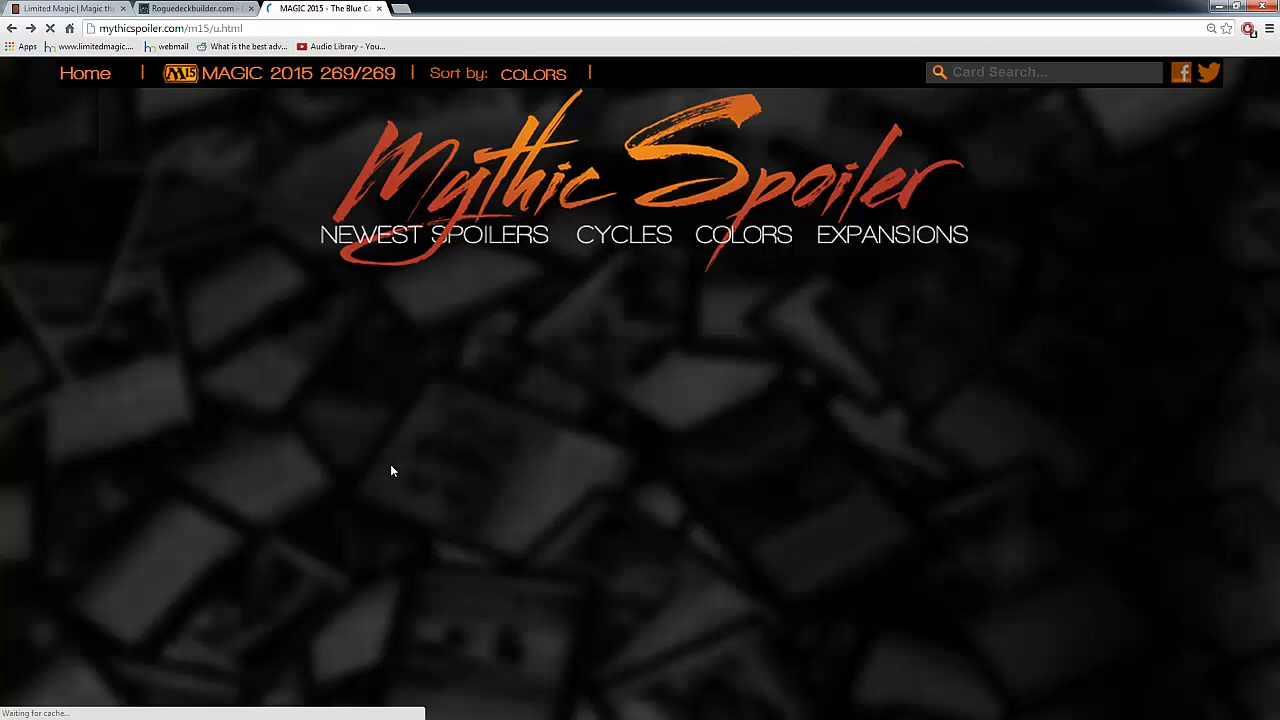 Limited Magic | Magic the
Roguedeckbuilder.com -
MAGIC 2015 - The Blue Ca
mythicspoiler.com/m15/u.html
Apps
www.limitedmagic....
webmail
What is the best adv...
Audio Library - You...
Home
M15 MAGIC 2015 269/269
Sort by: COLORS
Card Search...
Mythic Spoiler
NEWEST SPOILERS CYCLES COLORS EXPANSIONS
Waiting for cache...